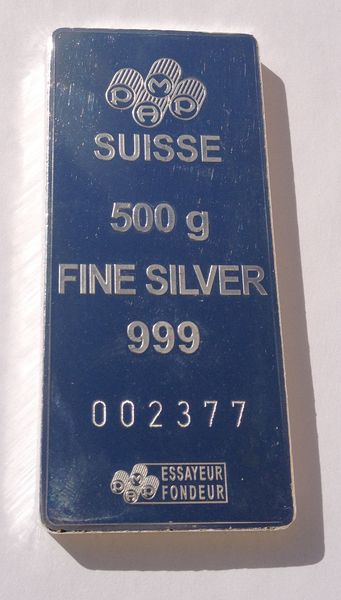 PAMP
SUISSE
500 g
FINE SILVER
999
002377
PAMP ESSAYEUR
FONDEUR